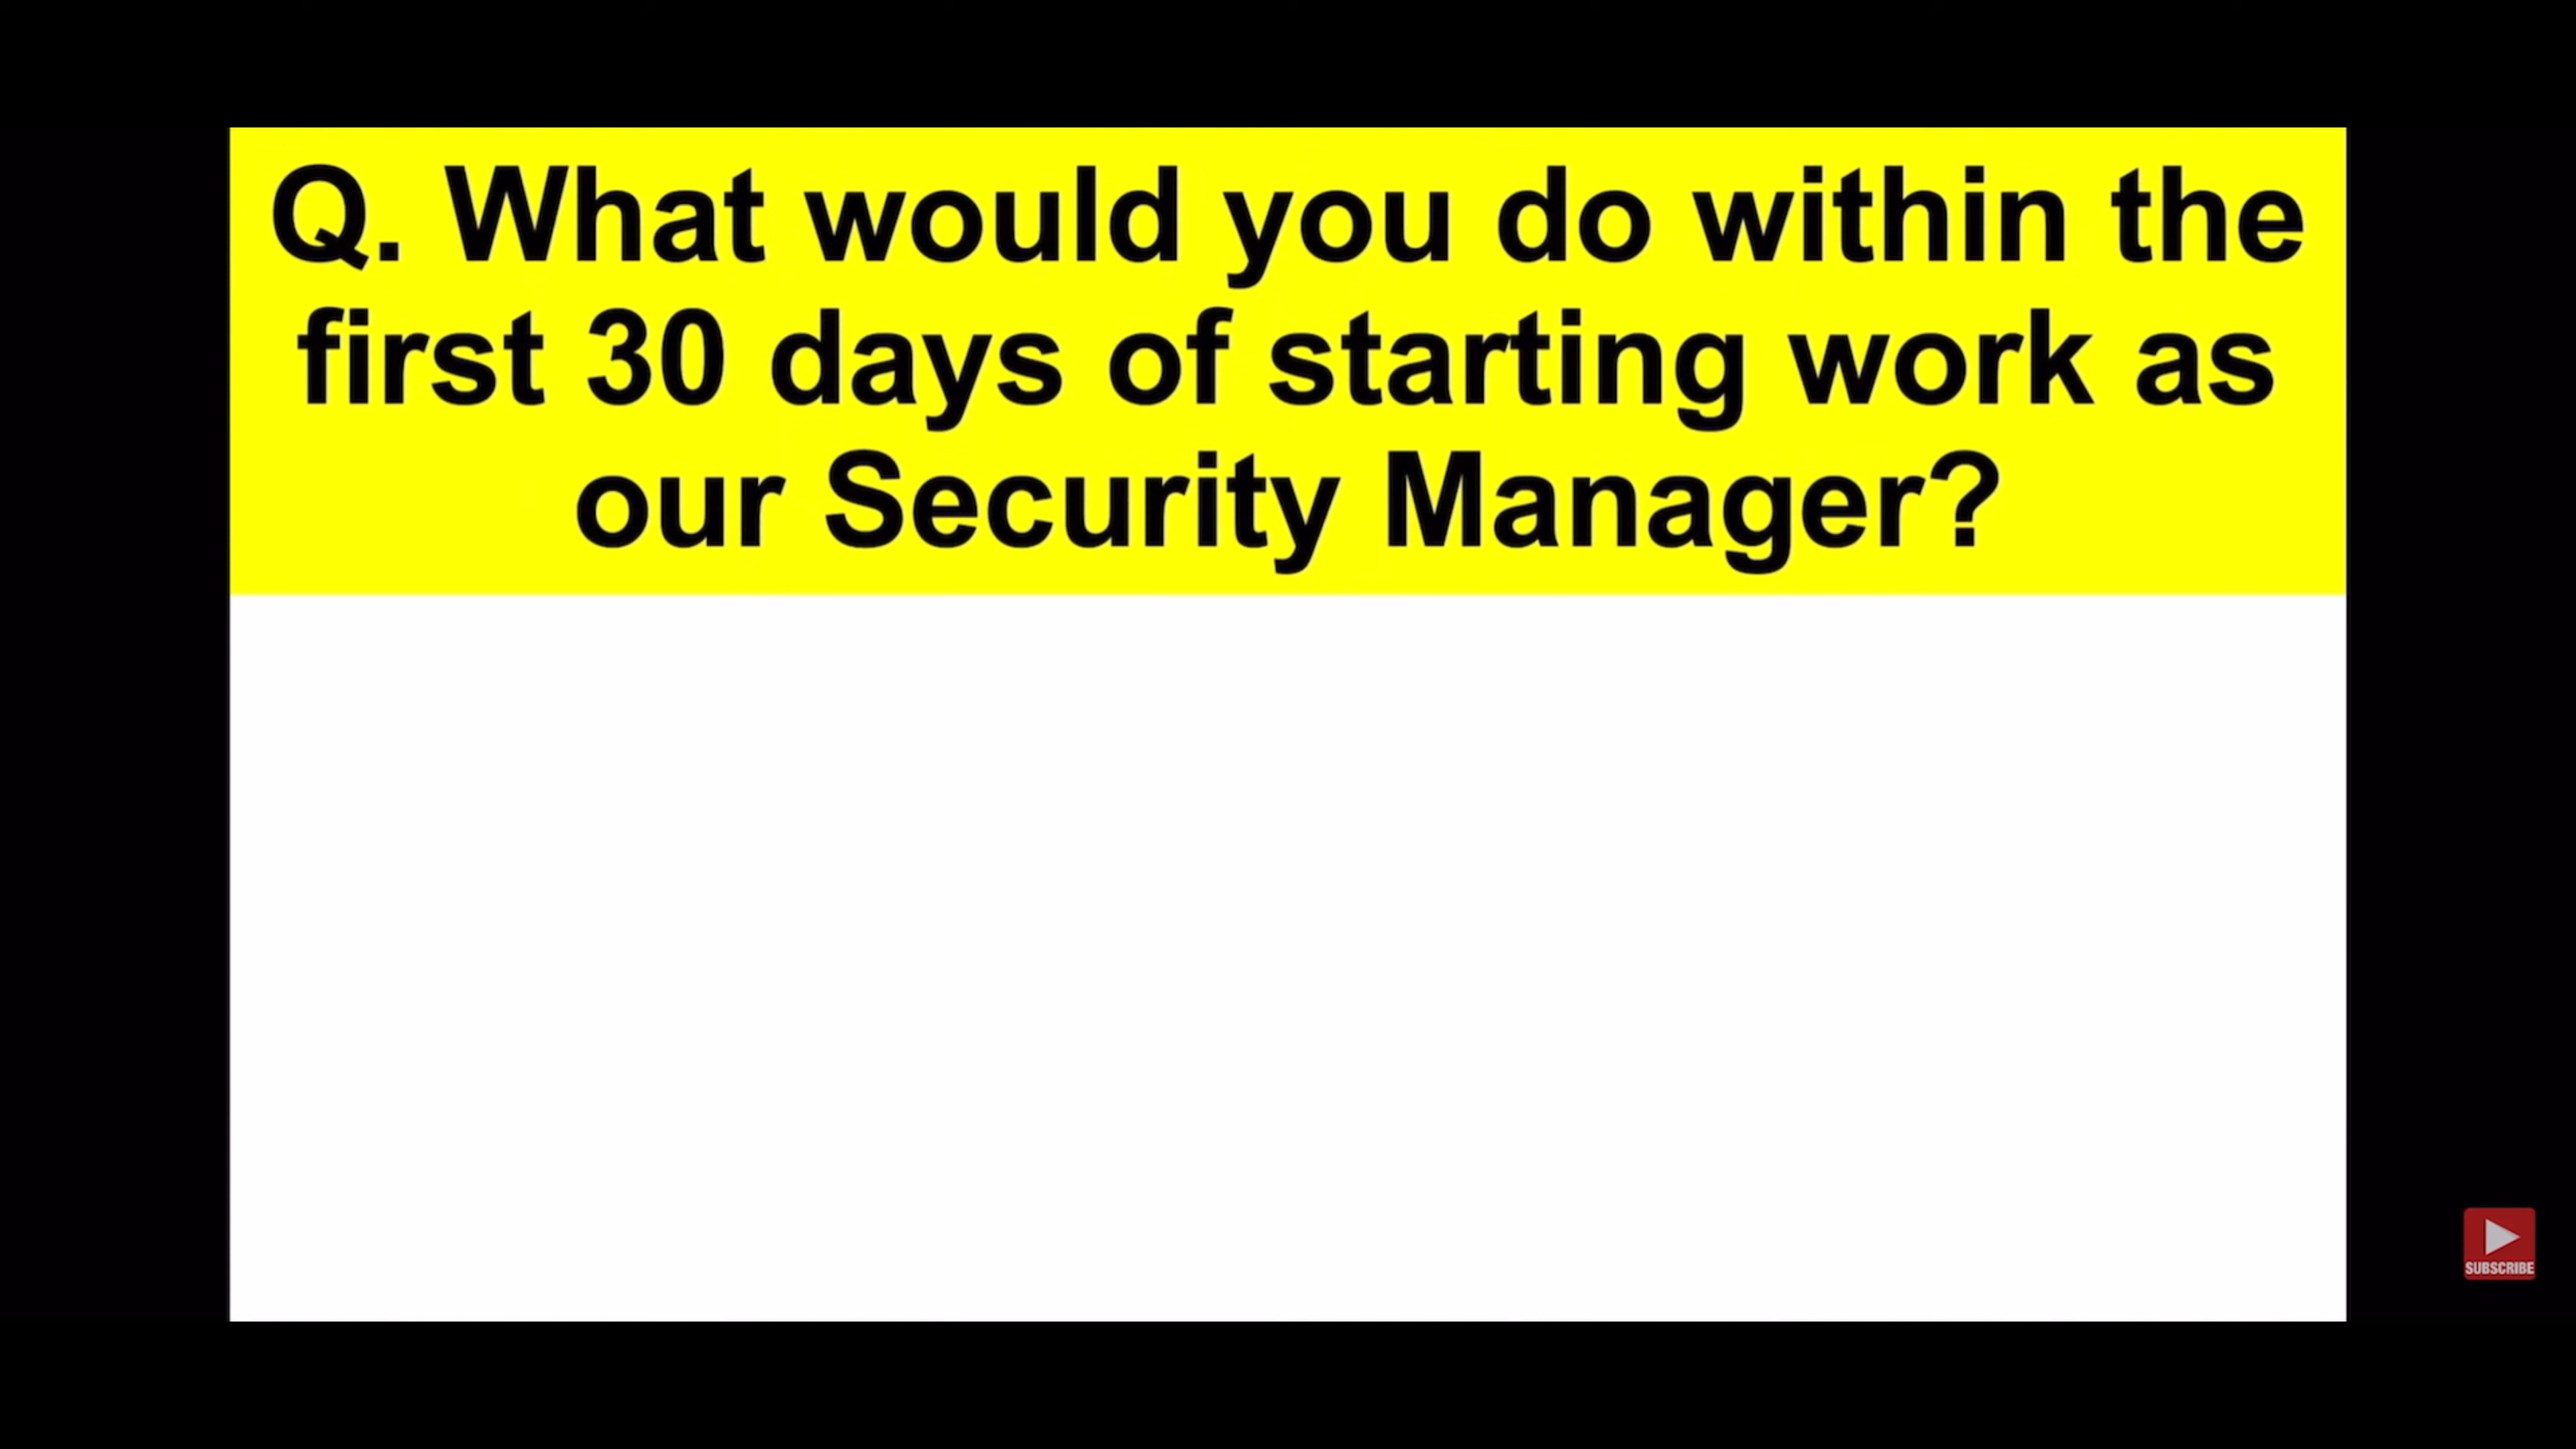 Q. What would you do within the
first 30 days of starting work as
our Security Manager?
SUBSCRIBE